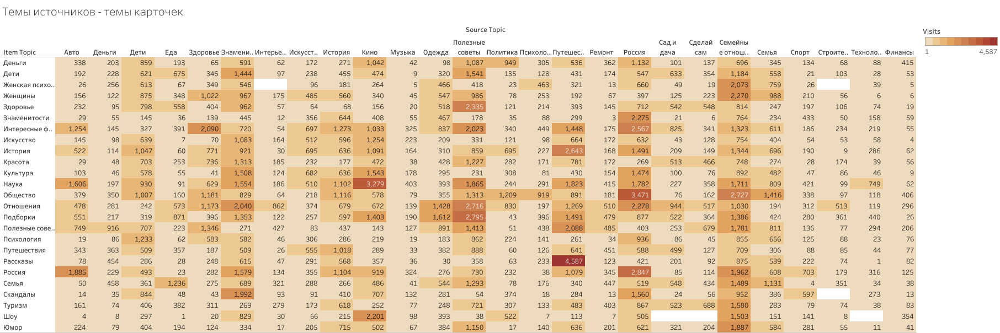 Темы источников - темы карточек
Source Topic
Visits
Полезные Сад и Сделай Семейны
Item Topic Авто Деньги Дети Еда Здоровье Знамени.. Интерье.. Искусст.. История Кино Музыка Одежда советы Политика Психоло.. Путешес.. Ремонт Россия дача сам е отнош.. Семья Спорт Строите.. Техноло.. Финансы
1 4,587
Деньги 338 203 859 193 65 591 62 172 271 1,042 42 98 1,087 949 305 536 362 1,132 101 137 696 345 134 68 88 415
Дети 192 228 621 675 346 1,444 97 238 455 474 9 320 1,541 135 128 431 174 547 633 354 1,184 558 21 103 28 53
Женская психо.. 26 256 613 67 349 546 96 181 264 5 466 418 23 463 321 13 660 49 19 2,073 759 26 39 5
Женщины 156 122 875 348 1,022 967 175 485 560 340 45 547 986 78 253 192 67 397 125 223 2,270 988 210 56 6 6
Здоровье 232 95 798 558 404 962 57 64 68 156 20 518 2,335 121 214 393 145 712 542 548 814 247 197 106 74 19
Знаменитости 29 55 145 36 139 445 12 356 644 408 55 467 178 35 88 299 3 2,275 21 6 764 234 433 50 158 59
Интересные ф.. 1,254 145 327 391 2,090 720 54 697 1,273 1,033 325 837 2,023 340 449 1,448 175 2,567 825 341 1,323 611 186 234 219 55
Искусство 145 98 639 7 70 1,083 164 512 596 1,254 223 209 331 121 98 664 172 632 43 128 754 404 54 53 58 4
История 522 114 1,047 60 771 921 30 695 636 1,091 164 310 859 695 227 2,643 168 1,491 209 149 1,344 696 190 9 286 62
Красота 29 48 703 253 736 1,313 185 232 177 472 38 428 1,227 282 171 781 172 269 513 466 748 274 28 174 39 56
Культура 103 46 578 55 41 1,508 124 682 636 1,543 178 295 231 308 81 430 154 1,474 100 76 892 482 47 86 46 9
Наука 1,606 197 930 91 629 1,554 186 510 1,102 3,279 403 393 1,865 244 291 1,823 415 1,782 227 358 1,711 809 421 99 749 62
Общество 379 350 1,007 160 1,181 829 64 218 1,116 578 79 355 1,313 1,209 919 891 181 3,471 76 162 2,727 1,416 338 97 118 406
Отношения 478 281 242 573 1,173 2,040 862 374 679 672 139 1,428 2,716 830 197 1,269 510 2,278 944 517 1,030 194 312 513 119 296
Подборки 551 217 319 871 396 1,353 122 257 597 1,403 190 1,612 2,795 43 396 1,491 479 877 522 364 1,386 424 280 361 440 26
Полезные сове.. 749 916 707 223 1,346 271 427 83 437 143 127 891 1,413 51 438 2,088 485 403 253 679 1,781 811 136 77 294 206
Психология 19 86 1,233 62 583 582 46 306 286 219 19 183 862 224 141 261 34 936 86 45 855 656 125 88 23 76
Путешествия 343 363 509 357 187 509 26 555 1,018 289 33 382 888 60 126 641 451 588 499 127 709 306 88 85 44 77
Рассказы 78 454 286 28 248 615 47 291 568 357 36 30 358 63 233 4,587 123 421 201 92 875 539 222 74 1 82
Россия 1,885 229 493 23 282 1,579 134 355 1,104 919 324 276 730 232 38 1,079 345 2,847 85 114 1,962 608 703 179 316 125
Семья 50 458 361 1,236 275 689 321 288 266 486 41 544 1,293 78 176 340 447 519 548 434 1,489 1,131 4 351 34 38
Скандалы 14 35 844 48 43 1,992 93 91 410 707 132 281 54 374 18 284 13 1,560 24 56 952 386 597 273 13
Туризм 161 74 406 382 311 269 279 173 618 252 77 248 721 307 133 483 403 867 523 688 1,580 283 79 74 38 83
Шоу 4 8 297 1 20 829 30 66 215 2,201 98 393 38 522 7 113 7 505 1,503 151 141 8 354
Юмор 224 79 404 194 124 334 17 205 715 502 67 384 1,150 17 140 636 201 621 321 204 1,887 584 281 55 11 41